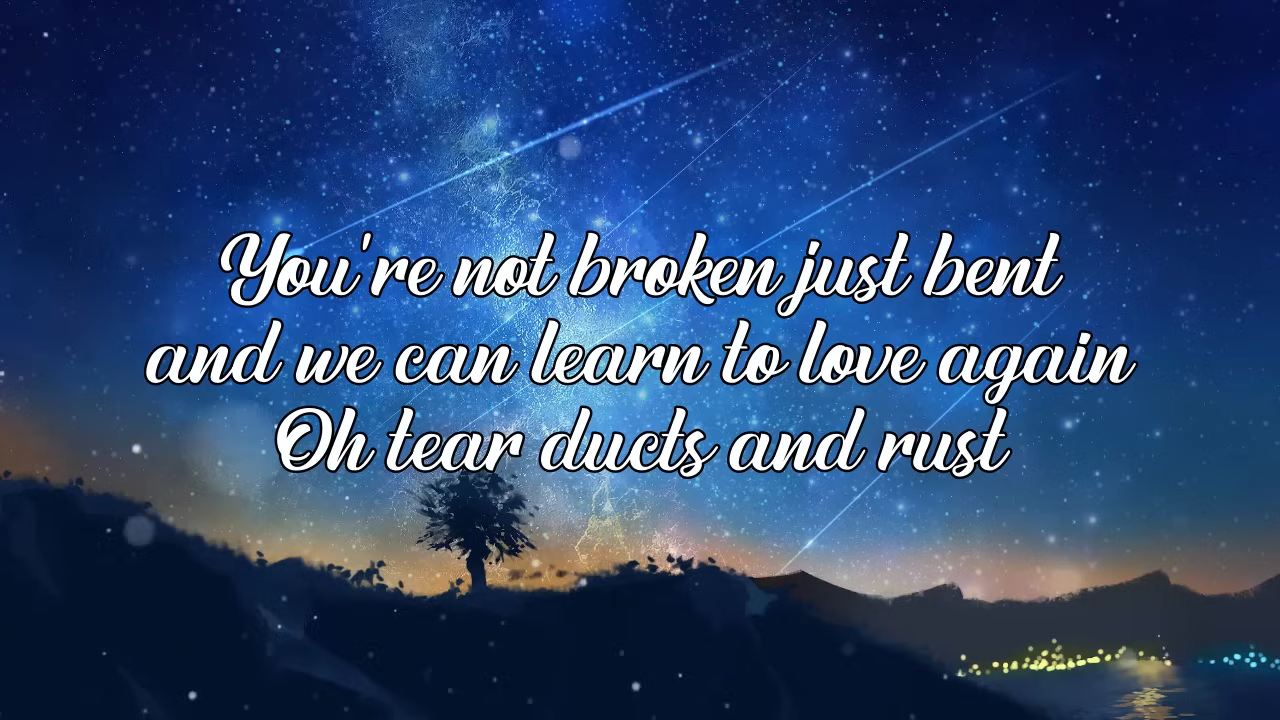 You're not broken just bent
and we can learn to love again
Oh tear ducts and rust